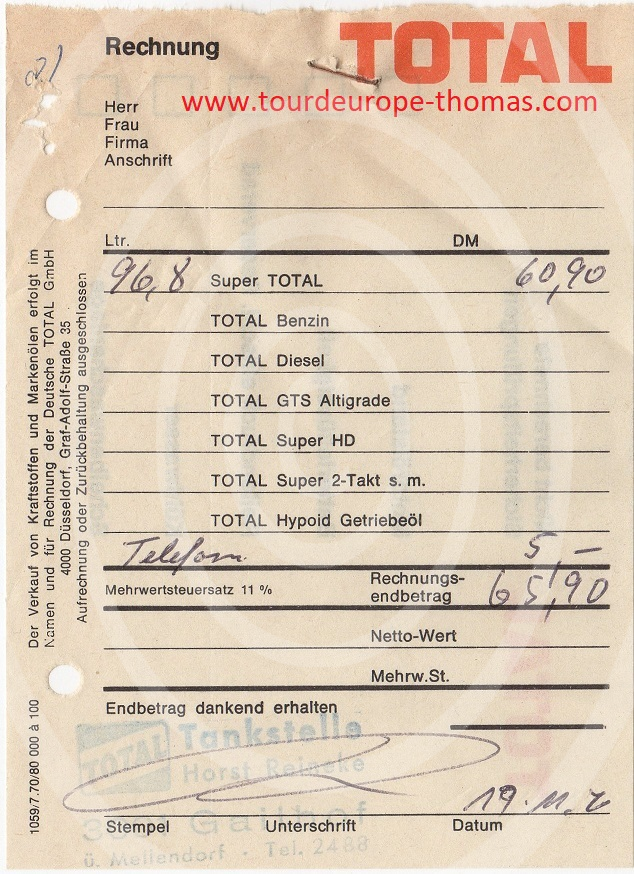 Rechnung
TOTAL
www.tourdeurope-thomas.com
Herr
Frau
Firma
Anschrift
Ltr. DM
96,8 Super TOTAL 60,90
TOTAL Benzin
TOTAL Diesel
TOTAL GTS Altigrade
TOTAL Super HD
TOTAL Super 2-Takt s. m.
TOTAL Hypoid Getriebeöl
Telefon 5,–
Mehrwertsteuersatz 11 % Rechnungs-
endbetrag 65,90
Netto-Wert
Mehrw.St.
Endbetrag dankend erhalten
TOTAL Tankstelle
Horst Reineke
Gailhof
ü. Mellendorf - Tel. 2488
19.11.
Stempel Unterschrift Datum
Der Verkauf von Kraftstoffen und Markenölen erfolgt im
Namen und für Rechnung der Deutsche TOTAL GmbH
4000 Düsseldorf, Graf-Adolf-Straße 35
Aufrechnung oder Zurückbehaltung ausgeschlossen
1059/7.70/80 000 à 100